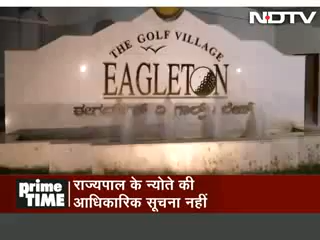 NDTV
THE GOLF VILLAGE
EAGLETON
prime
TIME
राज्यपाल के न्योते की
आधिकारिक सूचना नहीं